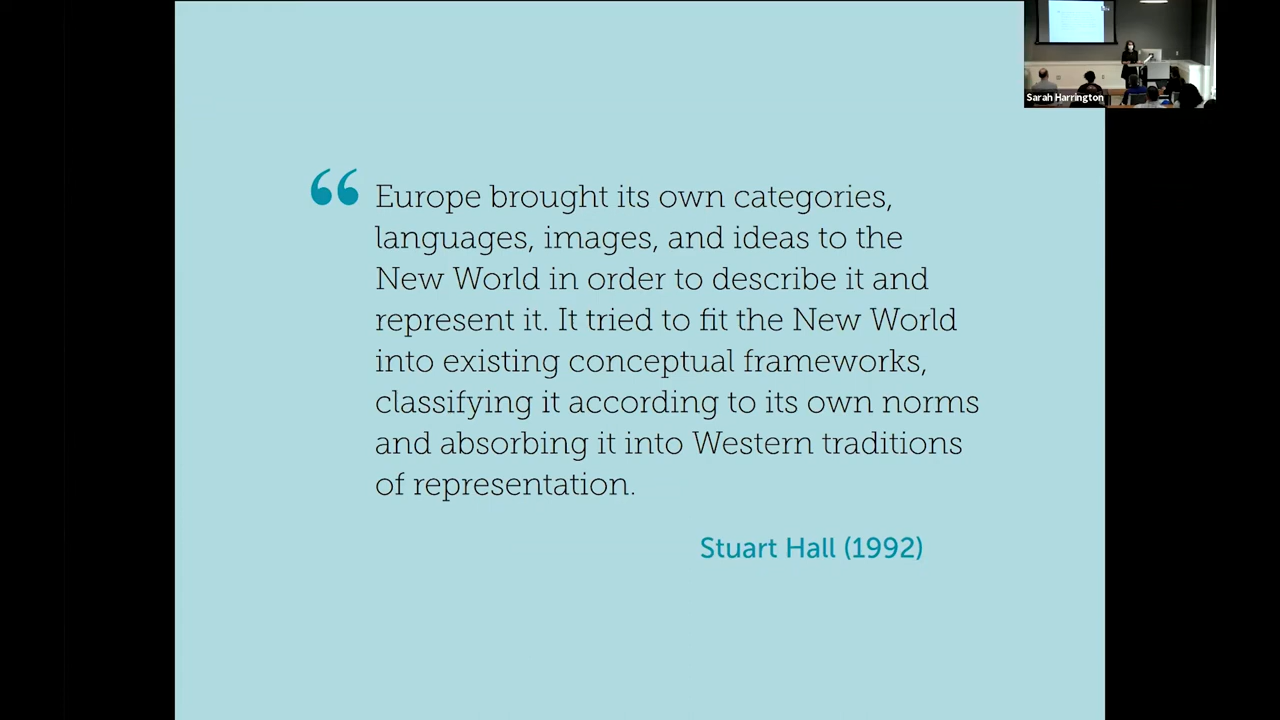 Sarah Harrington
“ Europe brought its own categories,
languages, images, and ideas to the
New World in order to describe it and
represent it. It tried to fit the New World
into existing conceptual frameworks,
classifying it according to its own norms
and absorbing it into Western traditions
of representation.
Stuart Hall (1992)